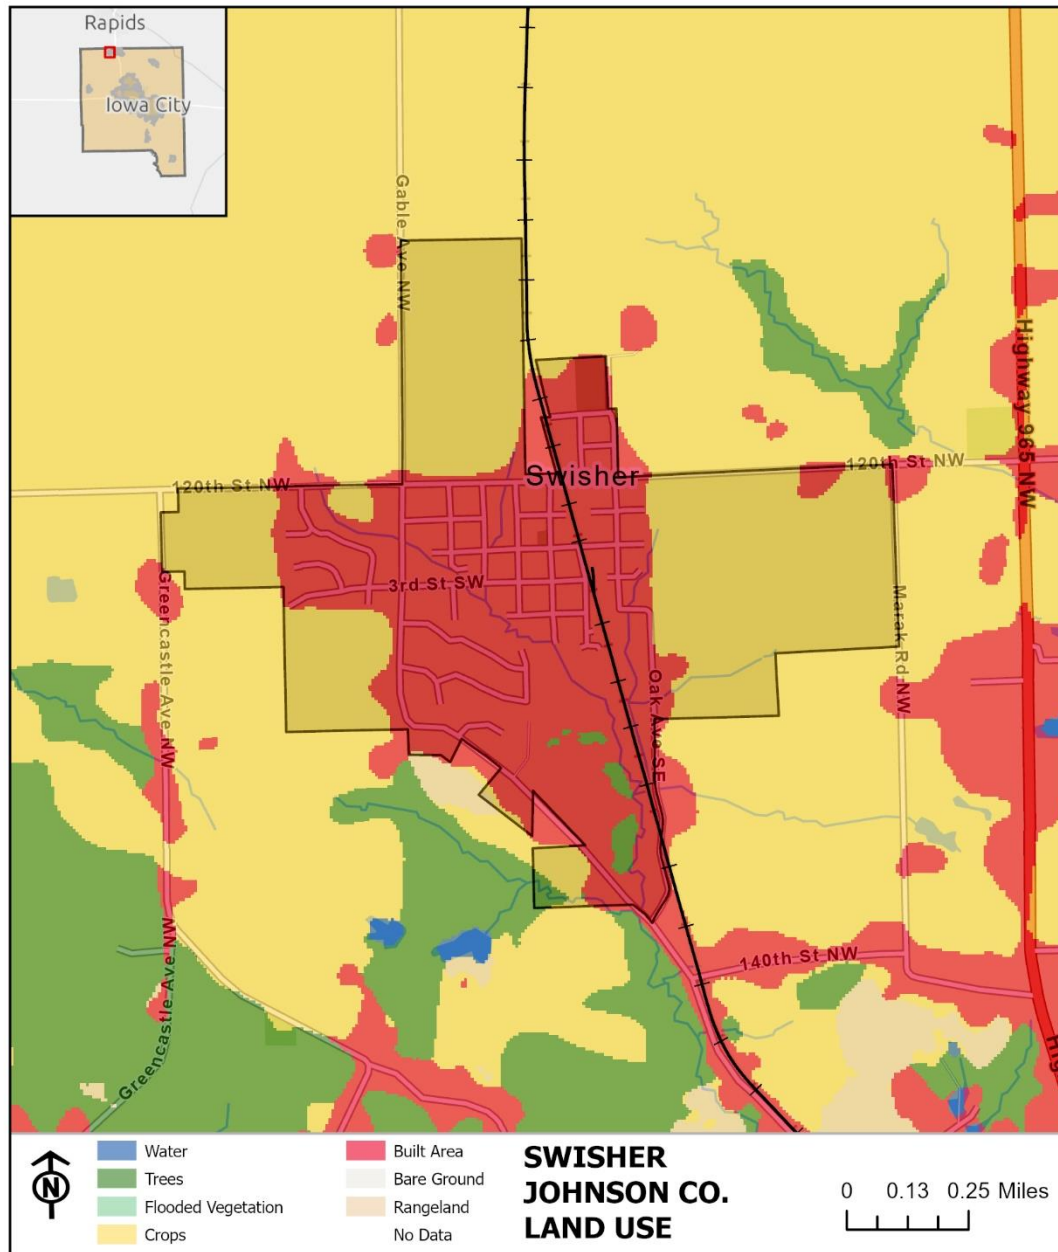 Rapids
Iowa City
Gable Ave NW
Highway 965 NW
Swisher
120th St NW
120th St NW
3rd St SW
Greencastle Ave NW
Marak Rd NW
Oak Ave SE
140th St NW
Greencastle Ave NW
Hig
N
Water
Trees
Flooded Vegetation
Crops
Built Area
Bare Ground
Rangeland
No Data
SWISHER
JOHNSON CO.
LAND USE
0 0.13 0.25 Miles